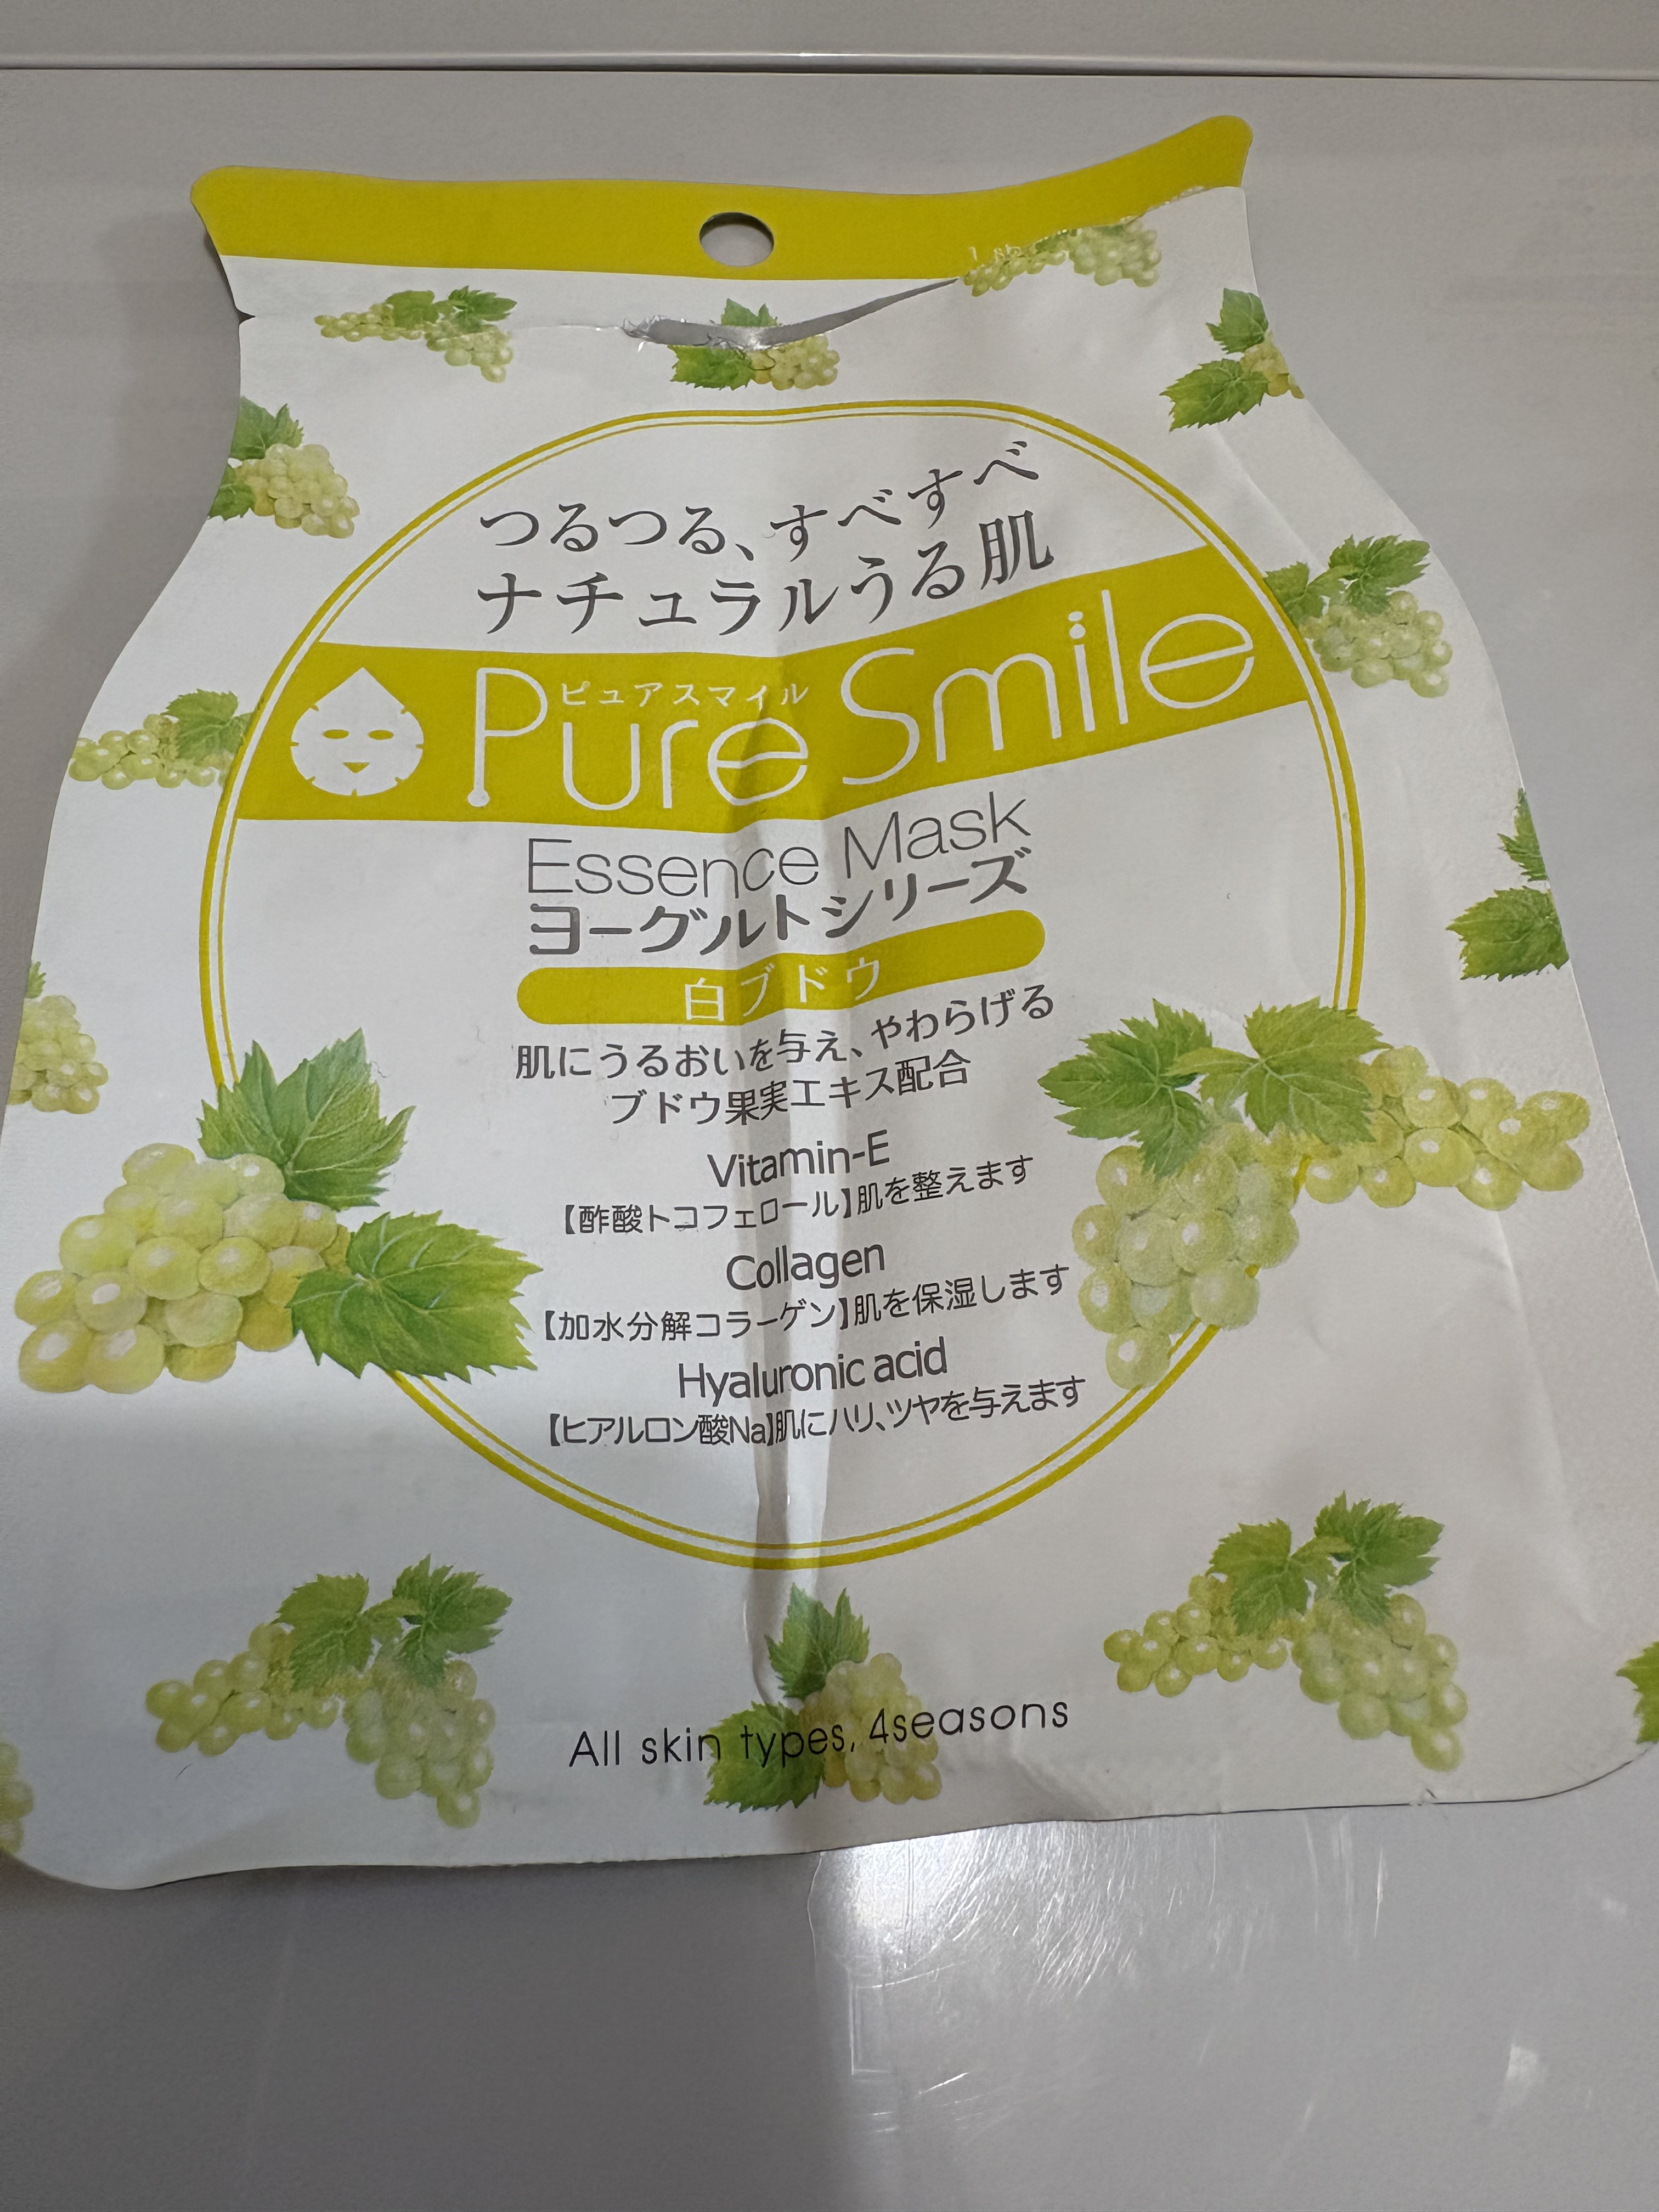 つるつる、すべすべ
ナチュラルうる肌
ピュアスマイル
Pure Smile
Essence Mask
ヨーグルトシリーズ
白ブドウ
肌にうるおいを与え、やわらげる
ブドウ果実エキス配合
Vitamin-E
【酢酸トコフェロール】肌を整えます
Collagen
【加水分解コラーゲン】肌を保湿します
Hyaluronic acid
【ヒアルロン酸Na】肌にハリ、ツヤを与えます
All skin types, 4seasons